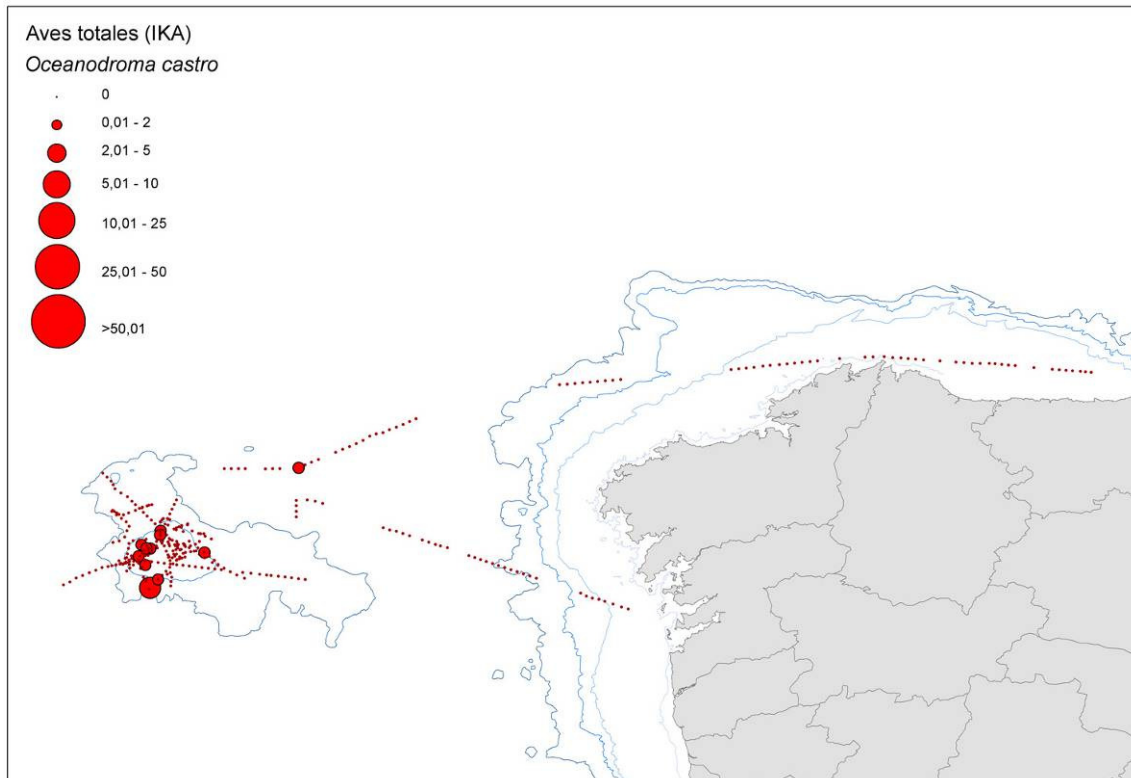 Aves totales (IKA)
Oceanodroma castro
0
0,01 - 2
2,01 - 5
5,01 - 10
10,01 - 25
25,01 - 50
>50,01